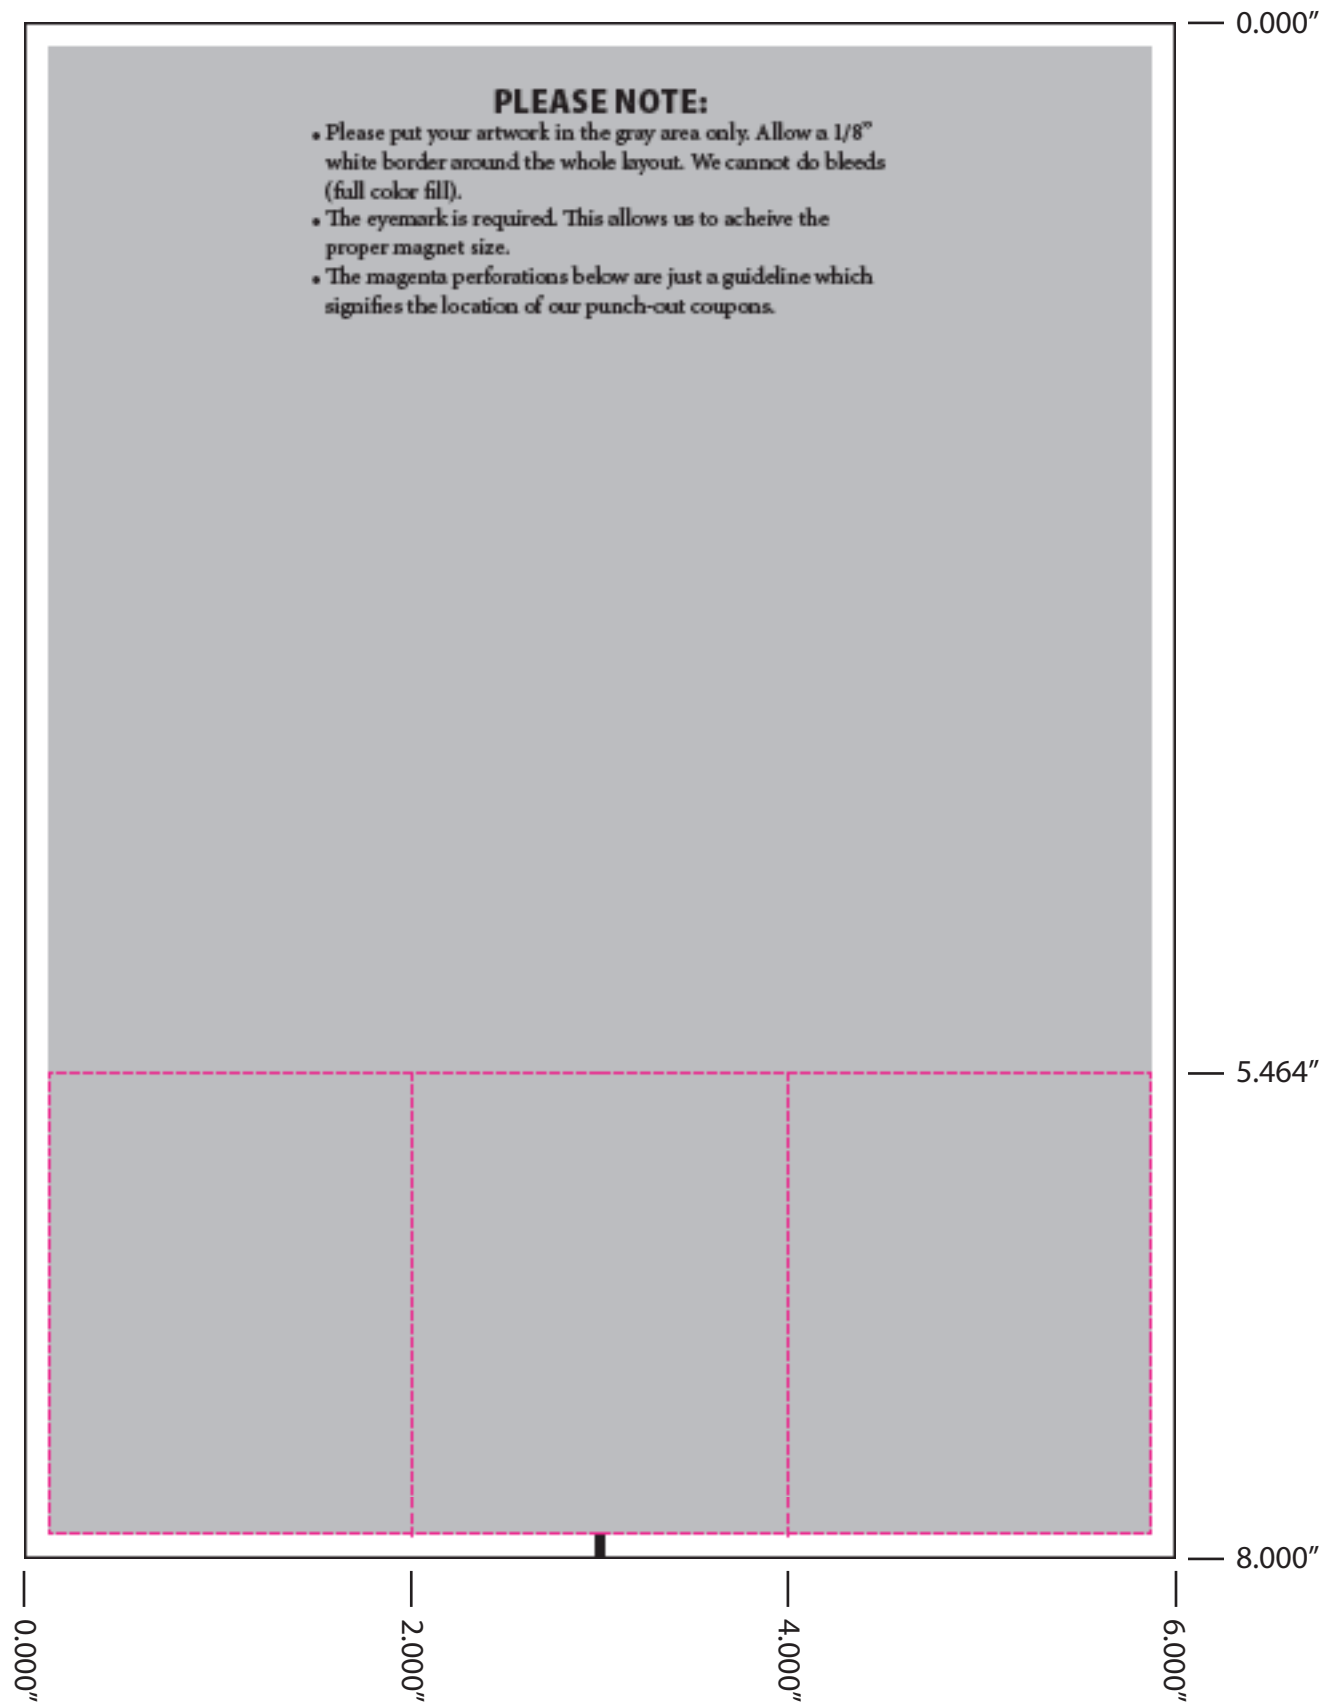 0.000”
PLEASE NOTE:
• Please put your artwork in the gray area only. Allow a 1/8”
white border around the whole layout. We cannot do bleeds
(full color fill).
• The eyemark is required. This allows us to acheive the
proper magnet size.
• The magenta perforations below are just a guideline which
signifies the location of our punch-out coupons.
5.464”
8.000”
0.000”
2.000”
4.000”
6.000”